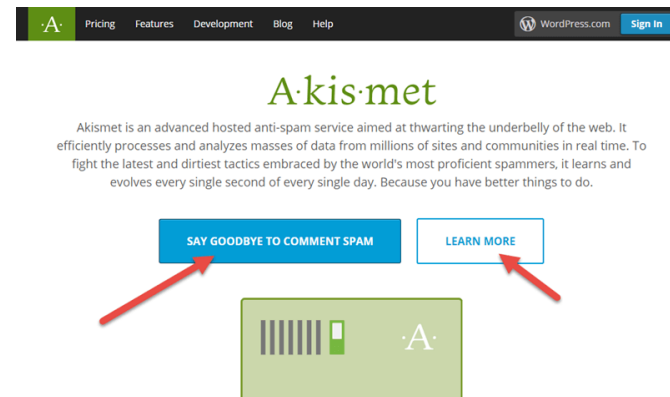 ·A· Pricing Features Development Blog Help WordPress.com Sign In
A·kis·met
Akismet is an advanced hosted anti-spam service aimed at thwarting the underbelly of the web. It
efficiently processes and analyzes masses of data from millions of sites and communities in real time. To
fight the latest and dirtiest tactics embraced by the world's most proficient spammers, it learns and
evolves every single second of every single day. Because you have better things to do.
SAY GOODBYE TO COMMENT SPAM LEARN MORE
·A·